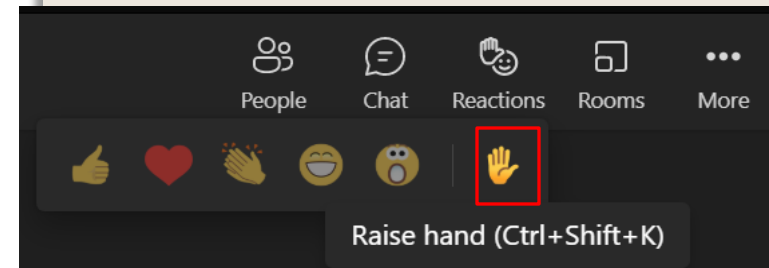 People Chat Reactions Rooms More
Raise hand (Ctrl+Shift+K)